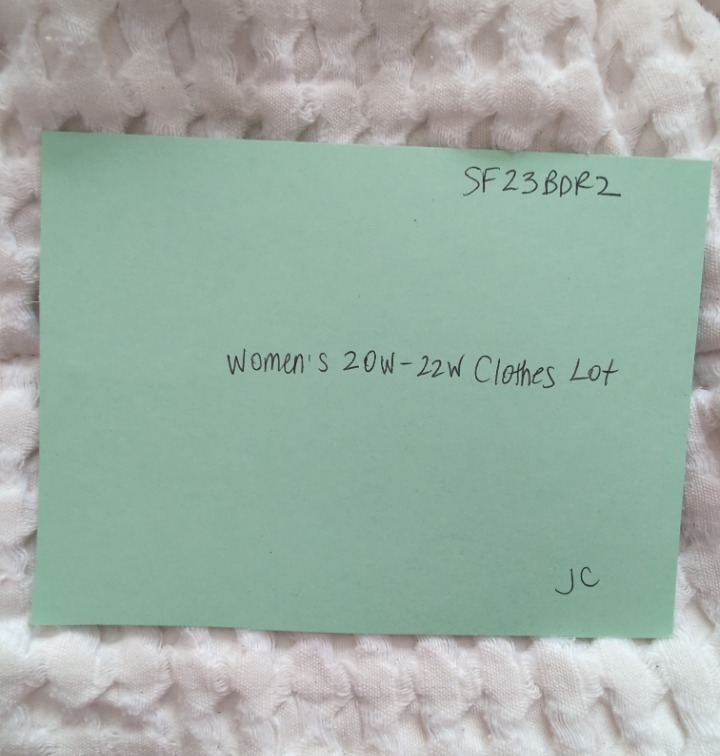 SF23BDR2
Women's 20W-22W Clothes Lot
JC